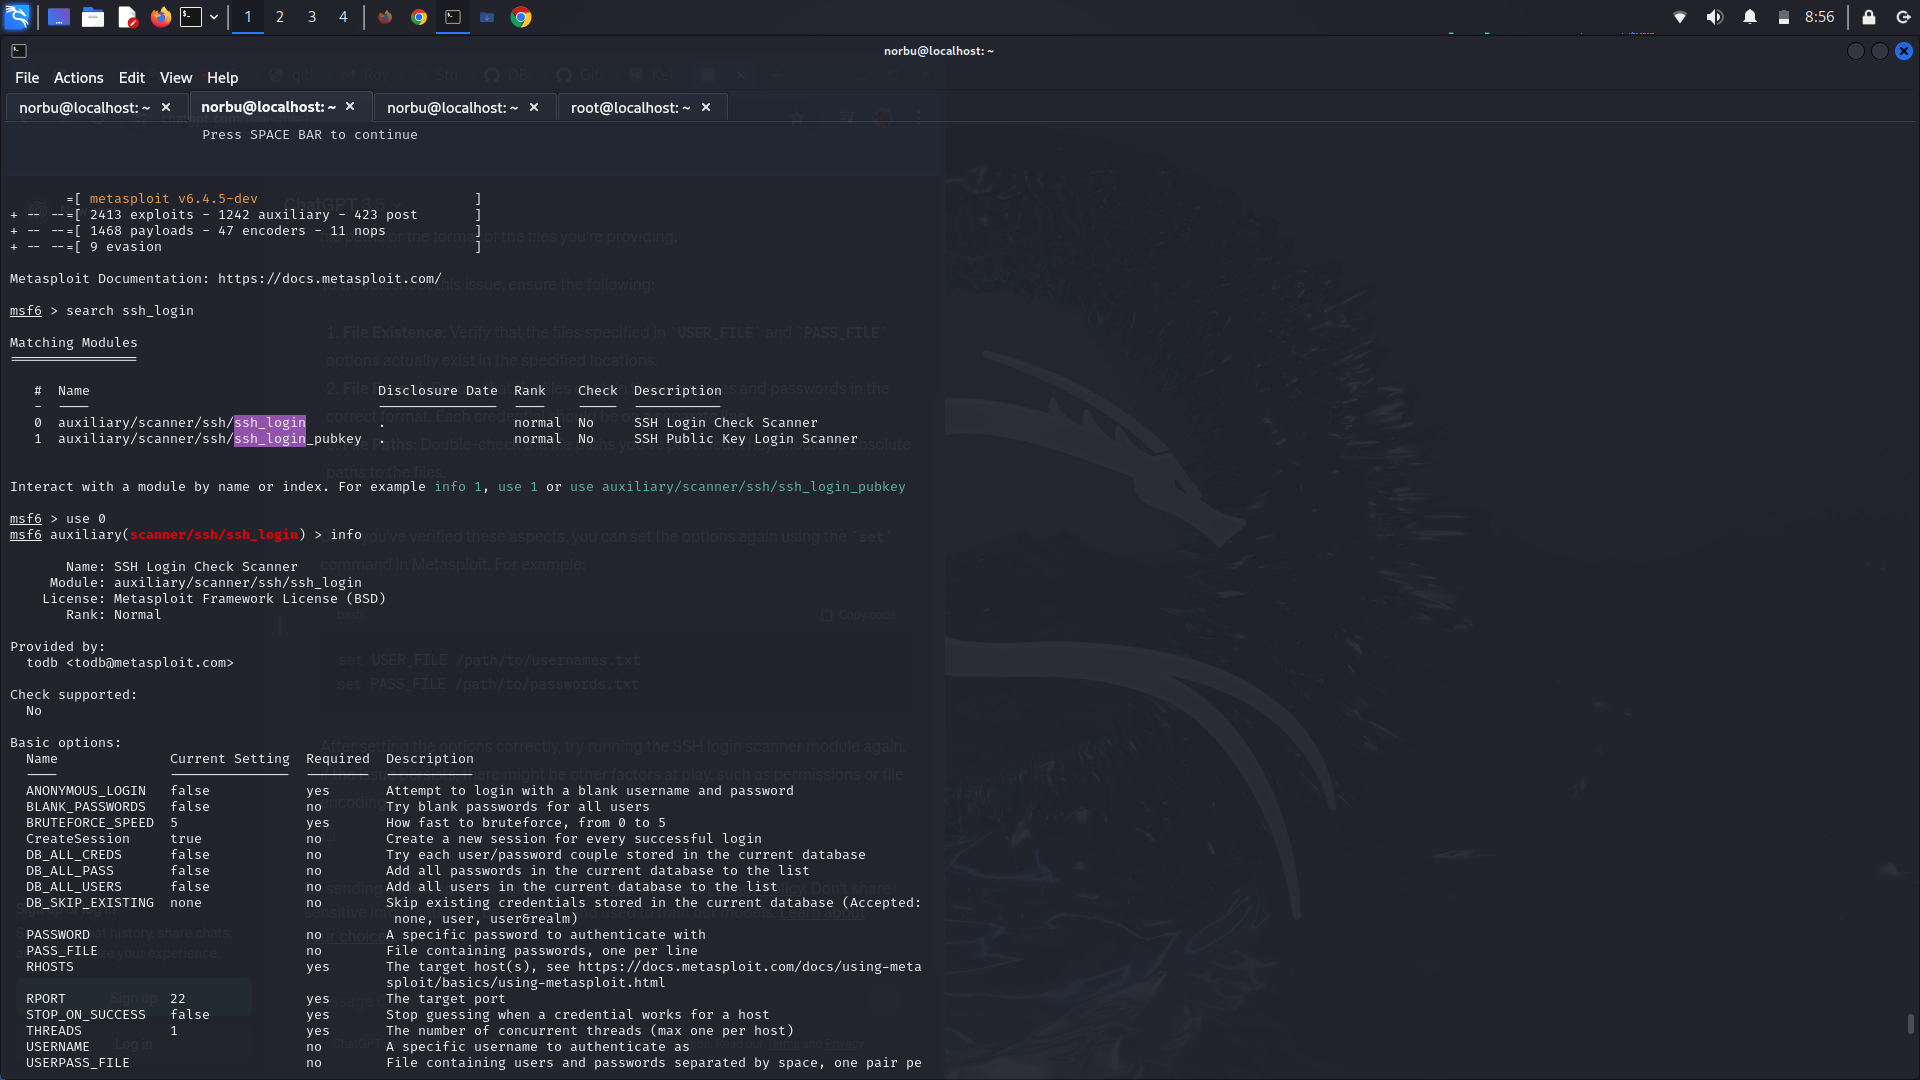 1 2 3 4 8:56
norbu@localhost: ~
File Actions Edit View Help
norbu@localhost: ~ × norbu@localhost: ~ × norbu@localhost: ~ × root@localhost: ~ ×
Press SPACE BAR to continue
=[ metasploit v6.4.5-dev ]
+ -- --=[ 2413 exploits - 1242 auxiliary - 423 post ]
+ -- --=[ 1468 payloads - 47 encoders - 11 nops ]
+ -- --=[ 9 evasion ]
Metasploit Documentation: https://docs.metasploit.com/
msf6 > search ssh_login
Matching Modules
================
# Name Disclosure Date Rank Check Description
- ---- --------------- ---- ----- -----------
0 auxiliary/scanner/ssh/ssh_login . normal No SSH Login Check Scanner
1 auxiliary/scanner/ssh/ssh_login_pubkey . normal No SSH Public Key Login Scanner
Interact with a module by name or index. For example info 1, use 1 or use auxiliary/scanner/ssh/ssh_login_pubkey
msf6 > use 0
msf6 auxiliary(scanner/ssh/ssh_login) > info
Name: SSH Login Check Scanner
Module: auxiliary/scanner/ssh/ssh_login
License: Metasploit Framework License (BSD)
Rank: Normal
Provided by:
todb <todb@metasploit.com>
Check supported:
No
Basic options:
Name Current Setting Required Description
---- --------------- -------- -----------
ANONYMOUS_LOGIN false yes Attempt to login with a blank username and password
BLANK_PASSWORDS false no Try blank passwords for all users
BRUTEFORCE_SPEED 5 yes How fast to bruteforce, from 0 to 5
CreateSession true no Create a new session for every successful login
DB_ALL_CREDS false no Try each user/password couple stored in the current database
DB_ALL_PASS false no Add all passwords in the current database to the list
DB_ALL_USERS false no Add all users in the current database to the list
DB_SKIP_EXISTING none no Skip existing credentials stored in the current database (Accepted:
none, user, user&realm)
PASSWORD no A specific password to authenticate with
PASS_FILE no File containing passwords, one per line
RHOSTS yes The target host(s), see https://docs.metasploit.com/docs/using-meta
sploit/basics/using-metasploit.html
RPORT 22 yes The target port
STOP_ON_SUCCESS false yes Stop guessing when a credential works for a host
THREADS 1 yes The number of concurrent threads (max one per host)
USERNAME no A specific username to authenticate as
USERPASS_FILE no File containing users and passwords separated by space, one pair pe